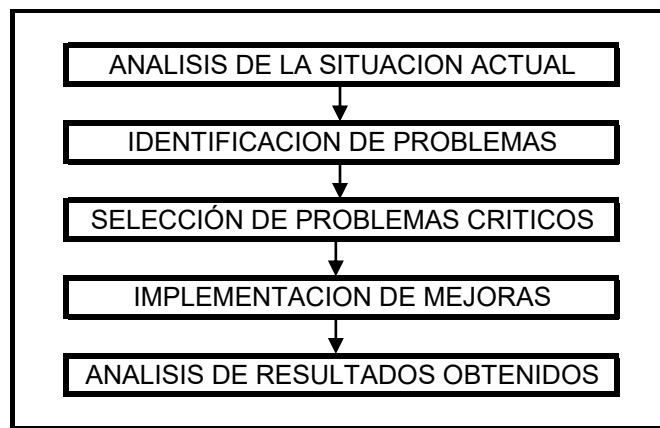 ANALISIS DE LA SITUACION ACTUAL
IDENTIFICACION DE PROBLEMAS
SELECCIÓN DE PROBLEMAS CRITICOS
IMPLEMENTACION DE MEJORAS
ANALISIS DE RESULTADOS OBTENIDOS